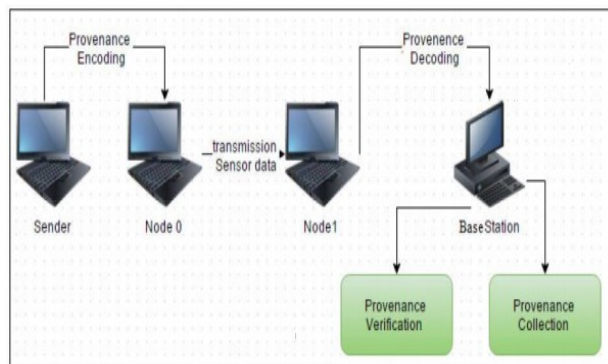 Provenance
Encoding
Provenence
Decoding
transmission
Sensor data
Sender
Node 0
Node1
BaseStation
Provenance
Verification
Provenance
Collection